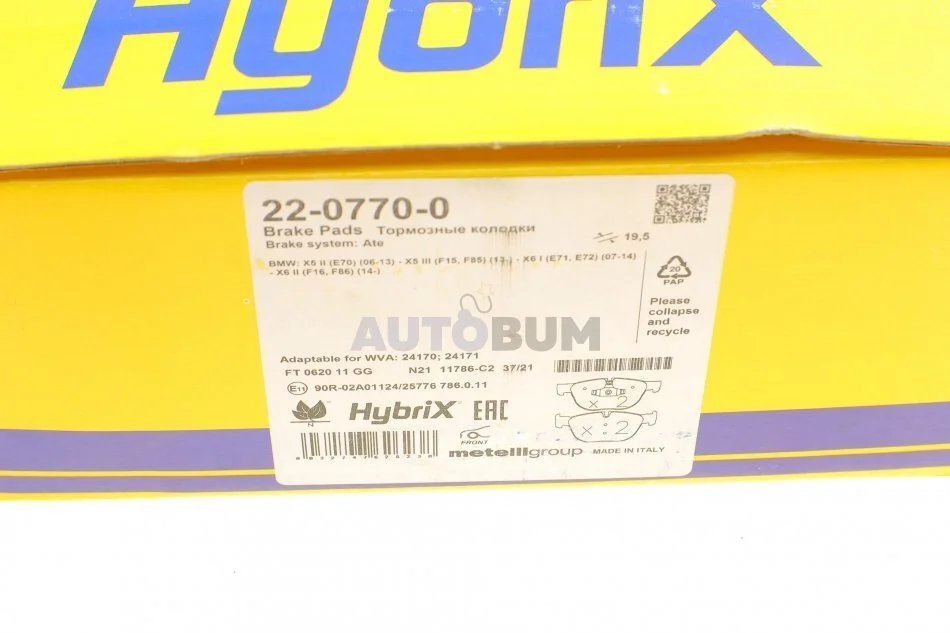 HybriX
22-0770-0
Brake Pads Тормозные колодки
Brake system: Ate
19,5
BMW: X5 II (E70) (06-13) - X5 III (F15, F85) (13-) - X6 I (E71, E72) (07-14)
- X6 II (F16, F86) (14-)
20
PAP
Please
collapse
and
recycle
AUTOBUM
Adaptable for WVA: 24170; 24171
FT 0620 11 GG N21 11786-C2 37/21
E11 90R-02A01124/25776 786.0.11
x 2
x : 2
N
HybriX EAC
FRONT
metelligroup MADE IN ITALY